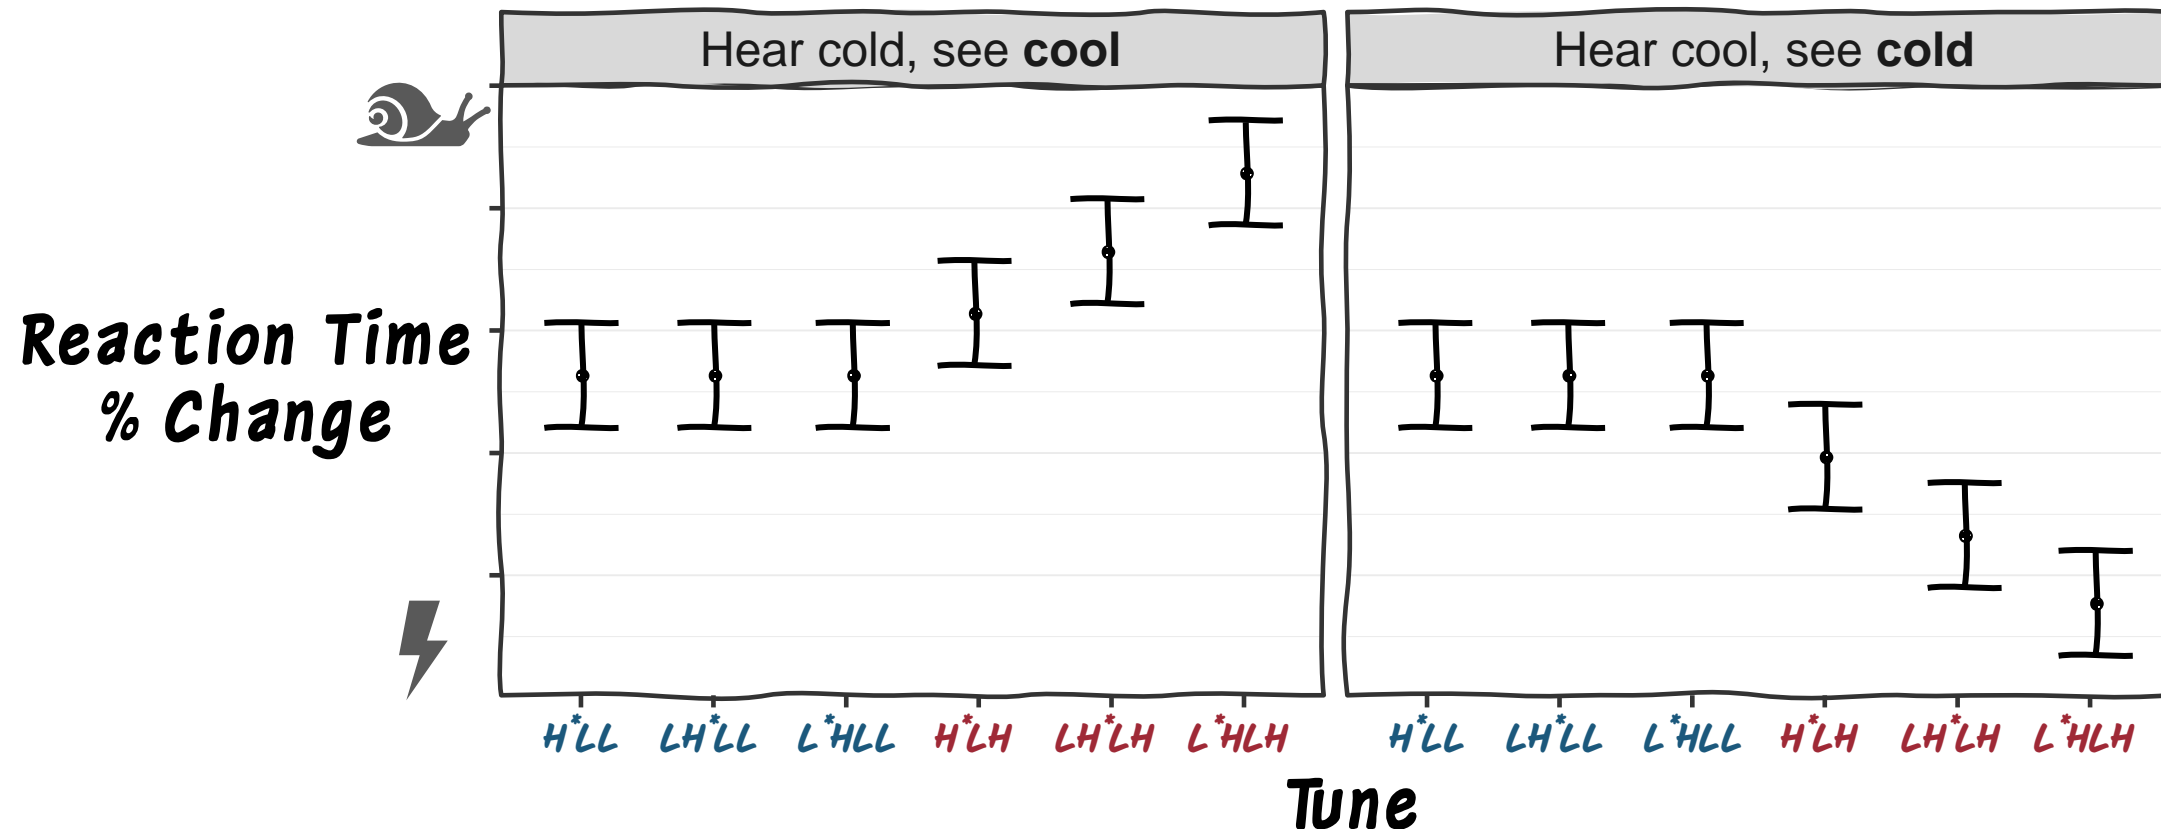 Hear cold, see cool
Hear cool, see cold
Reaction Time
% Change
H*LL LH*LL L*HLL H*LH LH*LH L*HLH
H*LL LH*LL L*HLL H*LH LH*LH L*HLH
Tune